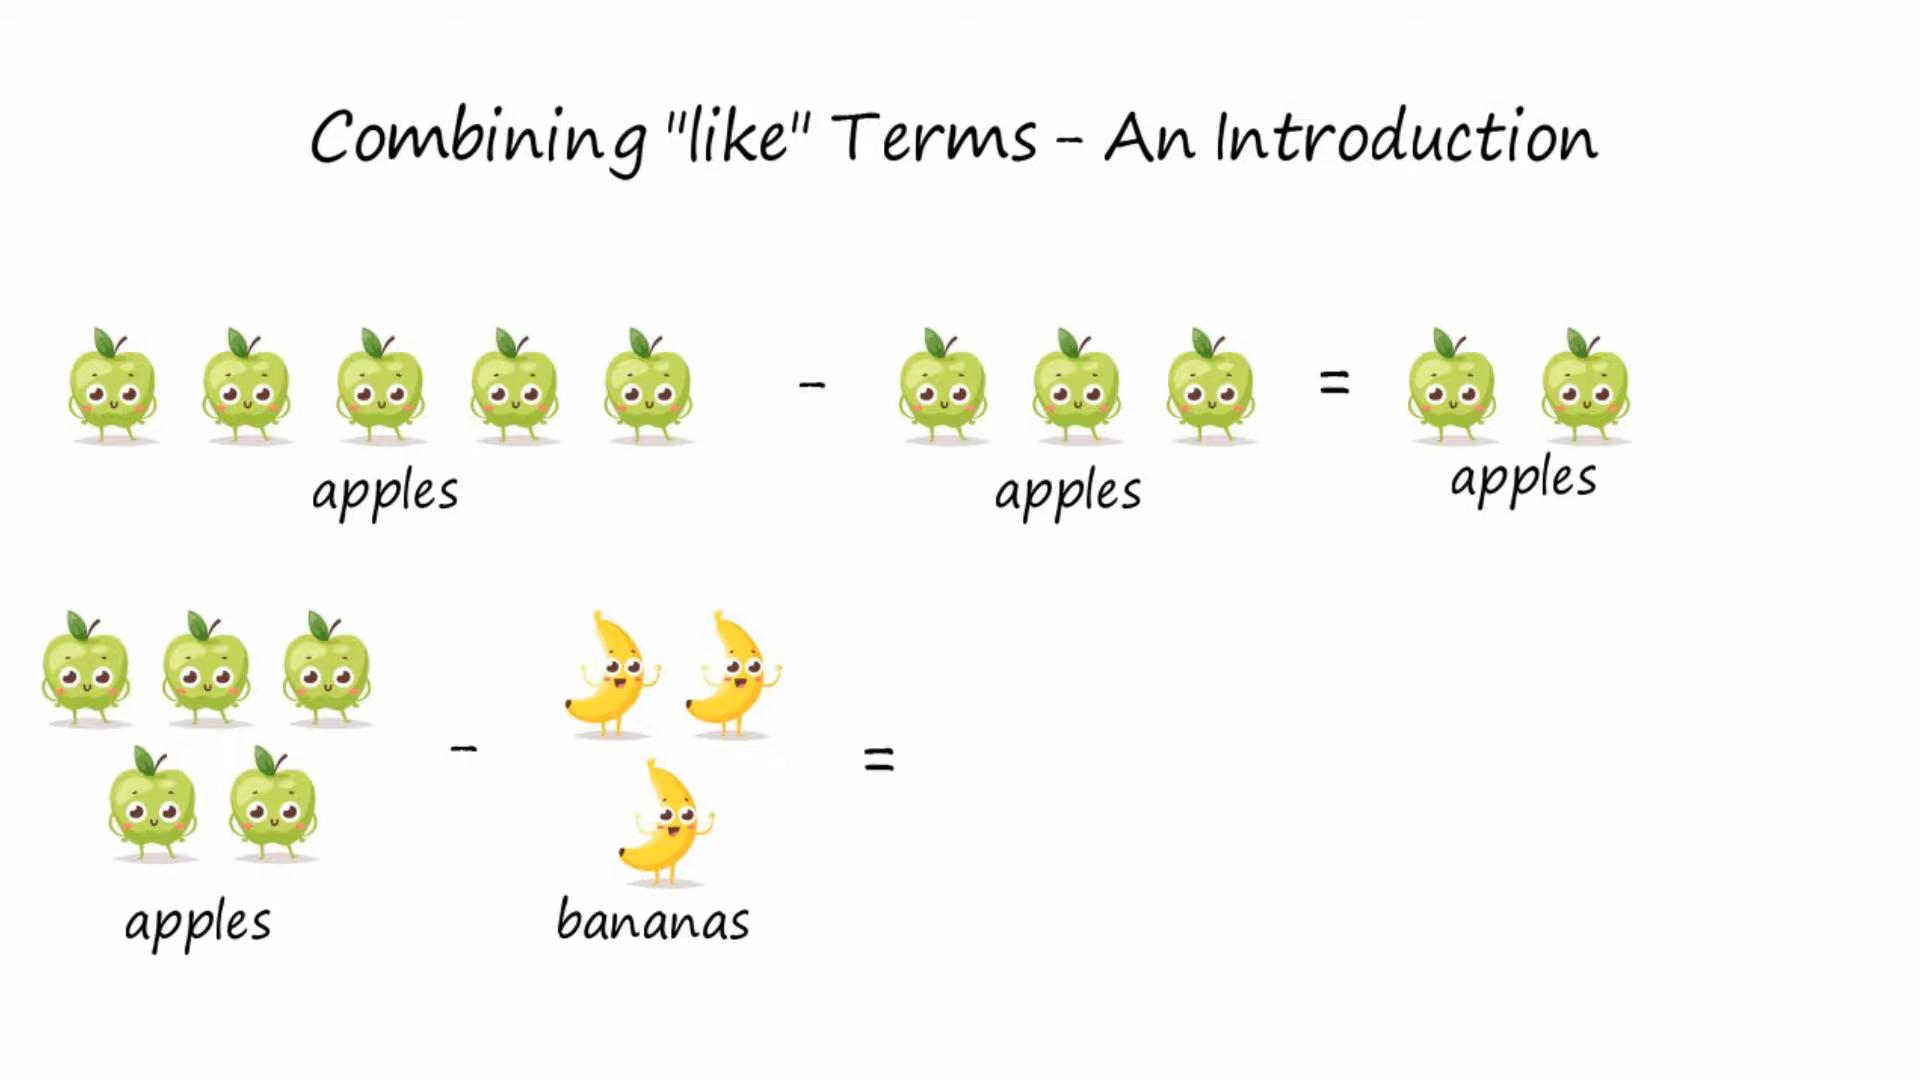 Combining "like" Terms - An Introduction
- =
apples apples apples
- =
apples bananas